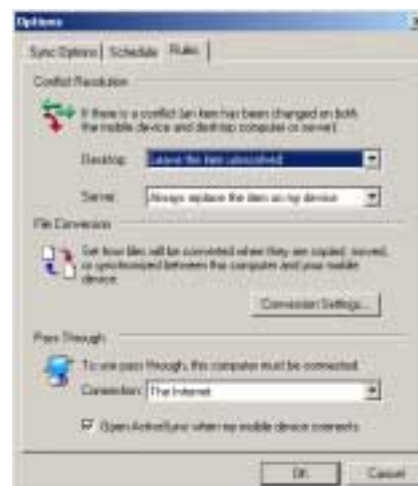 Options
Sync Options Schedule Rules
Conflict Resolution
If there is a conflict (an item has been changed on both
the mobile device and desktop computer or server):
Desktop: Leave the item unresolved
Server: Always replace the item on my device
File Conversion
Set how files will be converted when they are copied, moved,
or synchronized between this computer and your mobile
device.
Conversion Settings...
Pass Through
To use pass through, this computer must be connected.
Connection: The Internet
Open ActiveSync when my mobile device connects
OK Cancel